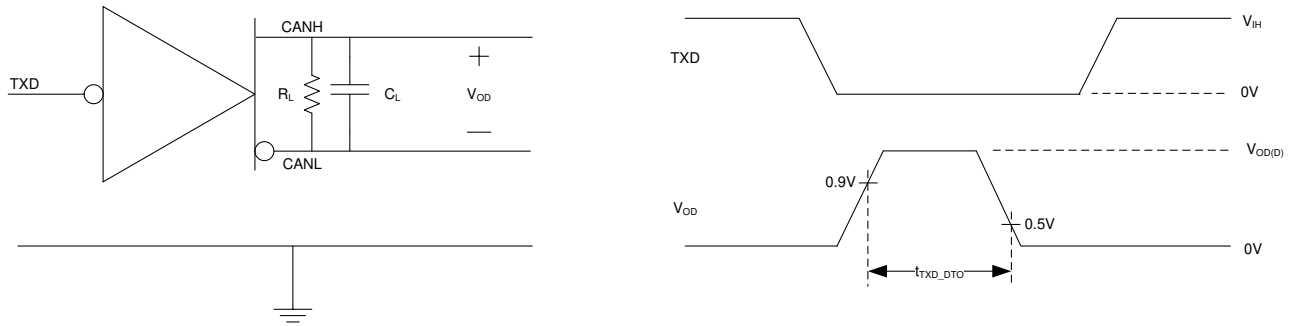 TXD
CANH
R_L
C_L
+
V_OD
—
CANL
TXD
V_IH
0V
V_OD
0.9V
0.5V
V_OD(D)
0V
t_TXD_DTO